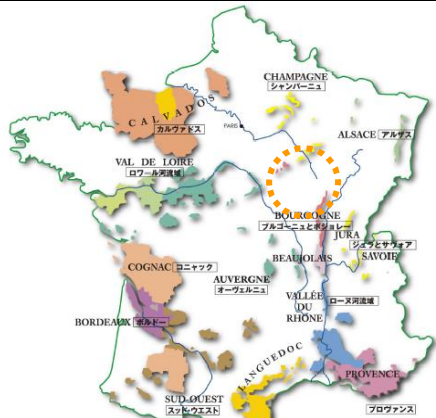 CHAMPAGNE
シャンパーニュ
CALVADOS
カルヴァドス
PARIS
ALSACE アルザス
VAL DE LOIRE
ロワール河流域
BOURGOGNE
ブルゴーニュとボジョレー
JURA
ジュラとサヴォア
SAVOIE
BEAUJOLAIS
COGNAC コニャック
AUVERGNE
オーヴェルニュ
VALLÉE
DU
RHÔNE
ローヌ河流域
BORDEAUX ボルドー
LANGUEDOC
PROVENCE
プロヴァンス
SUD-OUEST
スッド・ウエスト